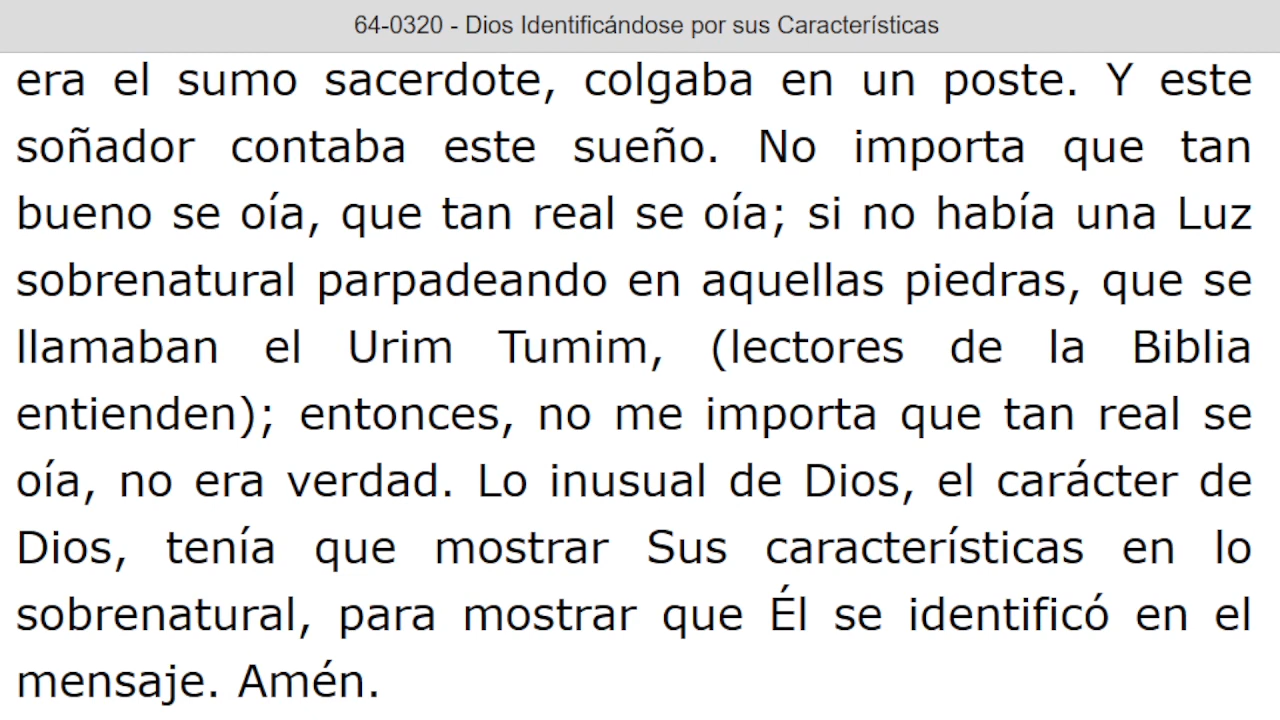 64-0320 - Dios Identificándose por sus Características
era el sumo sacerdote, colgaba en un poste. Y este
soñador contaba este sueño. No importa que tan
bueno se oía, que tan real se oía; si no había una Luz
sobrenatural parpadeando en aquellas piedras, que se
llamaban el Urim Tumim, (lectores de la Biblia
entienden); entonces, no me importa que tan real se
oía, no era verdad. Lo inusual de Dios, el carácter de
Dios, tenía que mostrar Sus características en lo
sobrenatural, para mostrar que Él se identificó en el
mensaje. Amén.